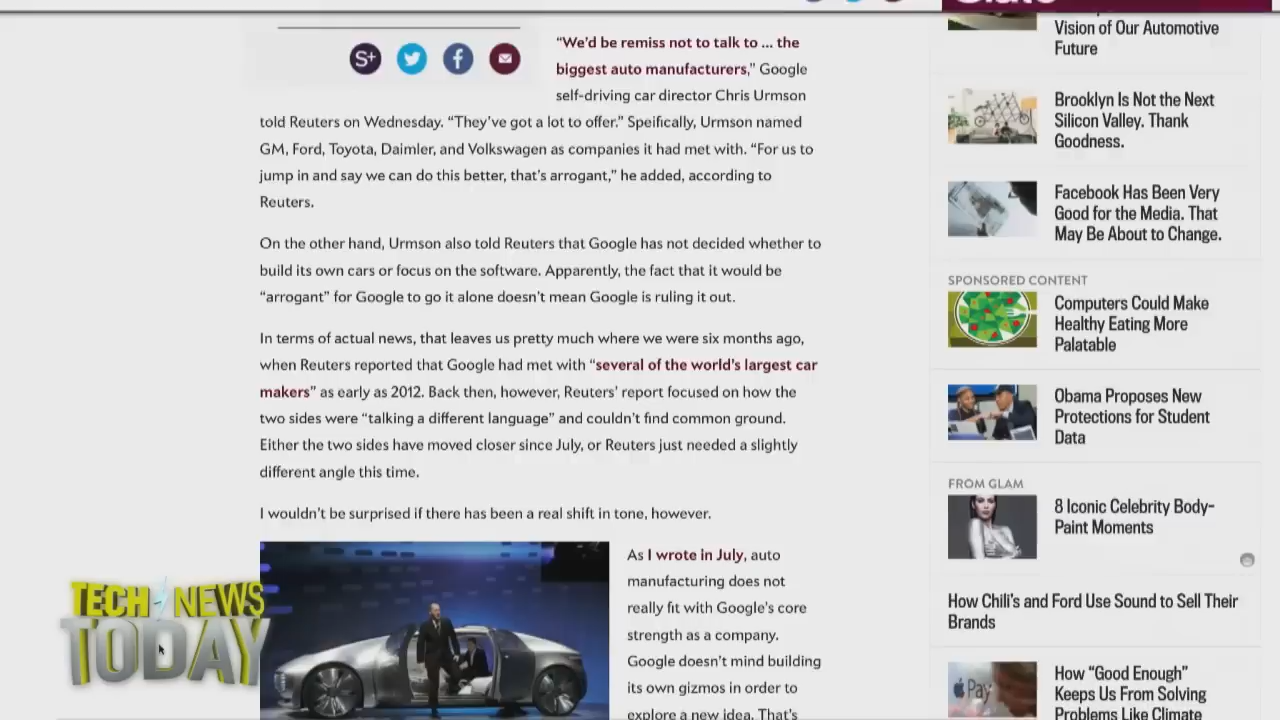 S+
“We’d be remiss not to talk to ... the
biggest auto manufacturers,” Google
self-driving car director Chris Urmson
told Reuters on Wednesday. “They’ve got a lot to offer.” Speifically, Urmson named
GM, Ford, Toyota, Daimler, and Volkswagen as companies it had met with. “For us to
jump in and say we can do this better, that’s arrogant,” he added, according to
Reuters.
On the other hand, Urmson also told Reuters that Google has not decided whether to
build its own cars or focus on the software. Apparently, the fact that it would be
“arrogant” for Google to go it alone doesn’t mean Google is ruling it out.
In terms of actual news, that leaves us pretty much where we were six months ago,
when Reuters reported that Google had met with “several of the world’s largest car
makers” as early as 2012. Back then, however, Reuters’ report focused on how the
two sides were “talking a different language” and couldn’t find common ground.
Either the two sides have moved closer since July, or Reuters just needed a slightly
different angle this time.
I wouldn’t be surprised if there has been a real shift in tone, however.
As I wrote in July, auto
manufacturing does not
really fit with Google’s core
strength as a company.
Google doesn’t mind building
its own gizmos in order to
explore a new idea. That’s
TECH NEWS
TODAY
Vision of Our Automotive
Future
Brooklyn Is Not the Next
Silicon Valley. Thank
Goodness.
Facebook Has Been Very
Good for the Media. That
May Be About to Change.
SPONSORED CONTENT
Computers Could Make
Healthy Eating More
Palatable
Obama Proposes New
Protections for Student
Data
FROM GLAM
8 Iconic Celebrity Body-
Paint Moments
How Chili’s and Ford Use Sound to Sell Their
Brands
Pay
How “Good Enough”
Keeps Us From Solving
Problems Like Climate